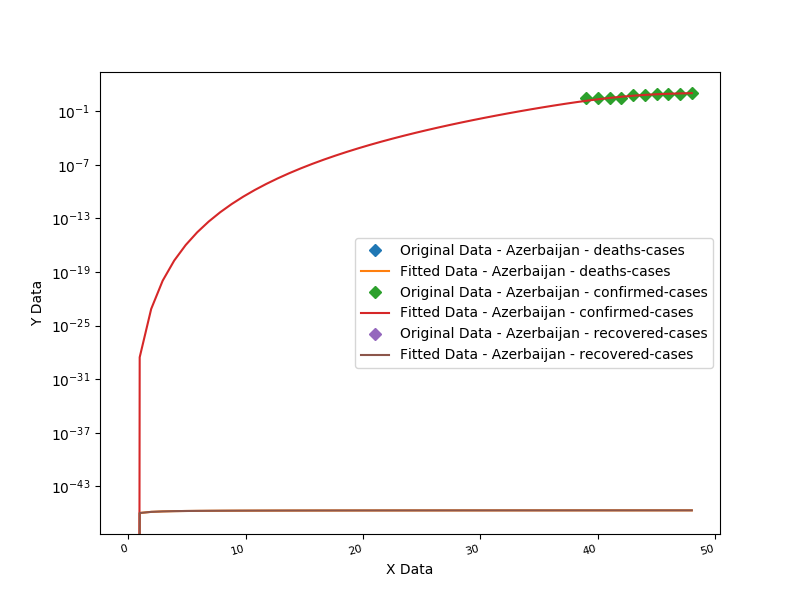 10^-1
10^-7
10^-13
10^-19
10^-25
10^-31
10^-37
10^-43
Y Data
Original Data - Azerbaijan - deaths-cases
Fitted Data - Azerbaijan - deaths-cases
Original Data - Azerbaijan - confirmed-cases
Fitted Data - Azerbaijan - confirmed-cases
Original Data - Azerbaijan - recovered-cases
Fitted Data - Azerbaijan - recovered-cases
0 10 20 30 40 50
X Data